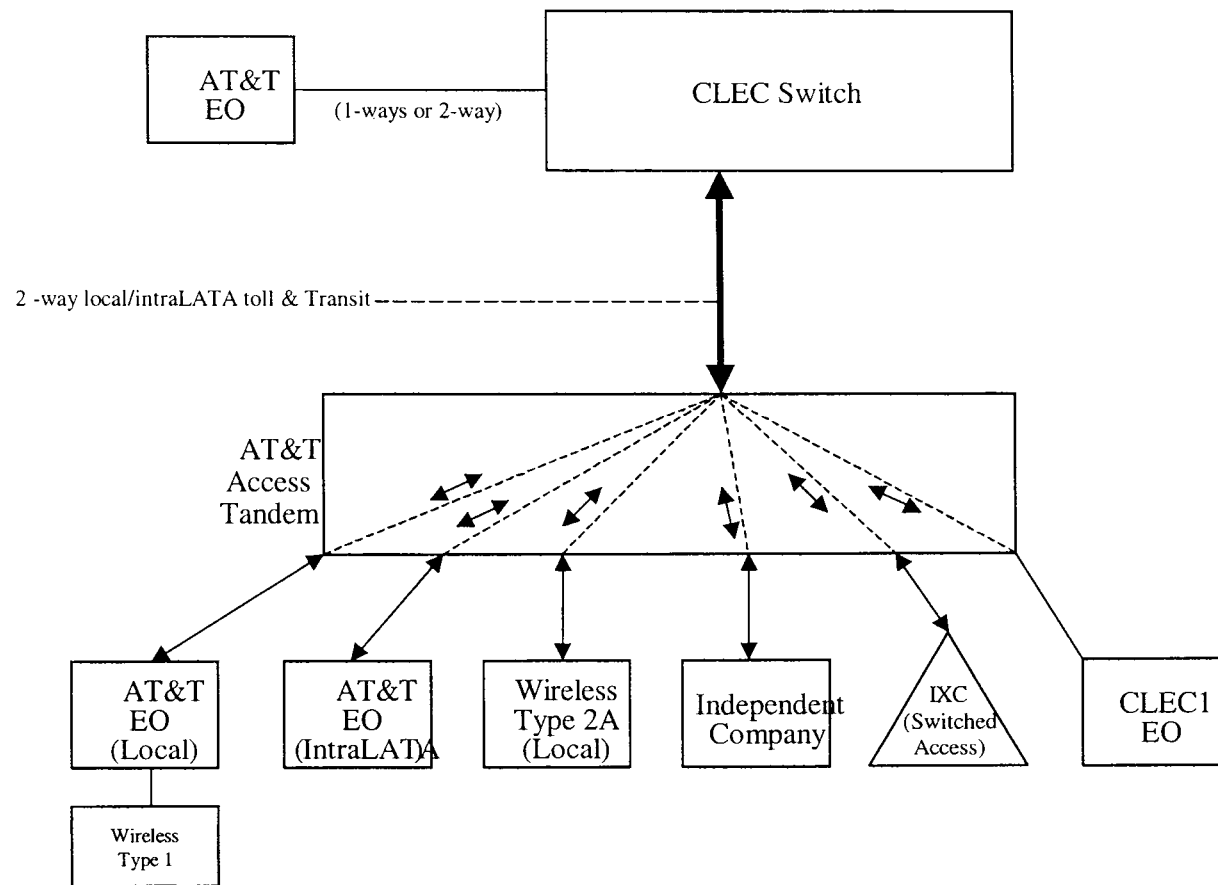 AT&T
EO
(1-ways or 2-way)
CLEC Switch
2 -way local/intraLATA toll & Transit
AT&T
Access
Tandem
AT&T
EO
(Local)
AT&T
EO
(IntraLATA)
Wireless
Type 2A
(Local)
Independent
Company
IXC
(Switched
Access)
CLEC1
EO
Wireless
Type 1